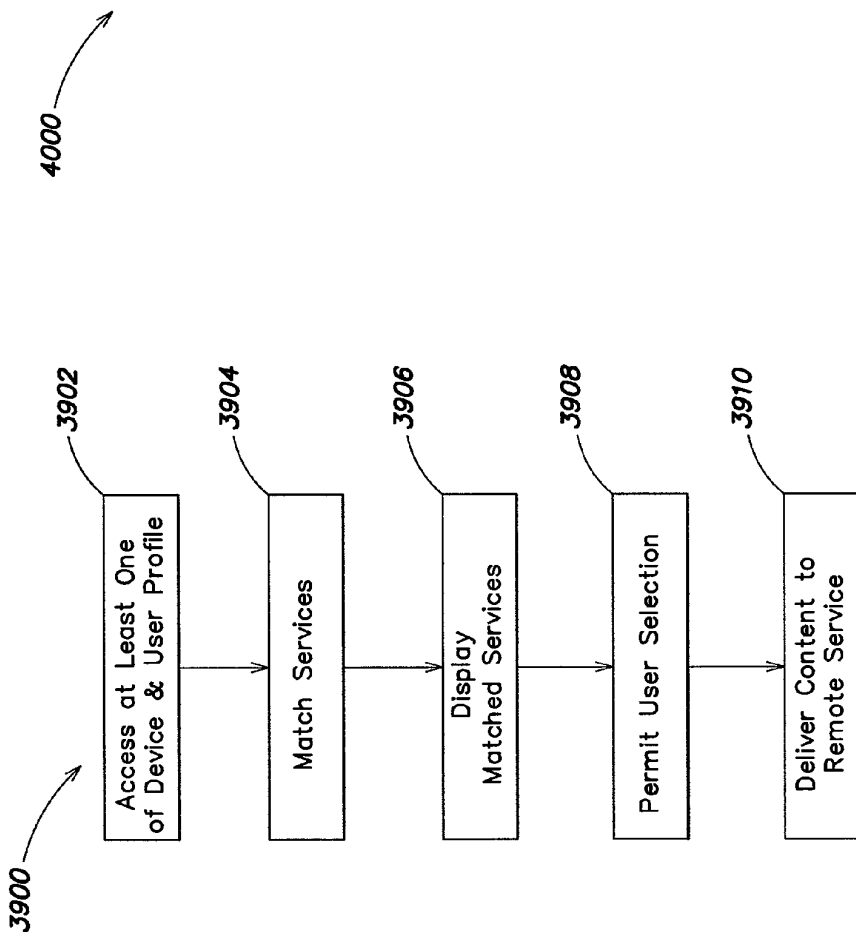 4000
3900
3902
Access at Least One
of Device & User Profile
3904
Match Services
3906
Display
Matched Services
3908
Permit User Selection
3910
Deliver Content to
Remote Service